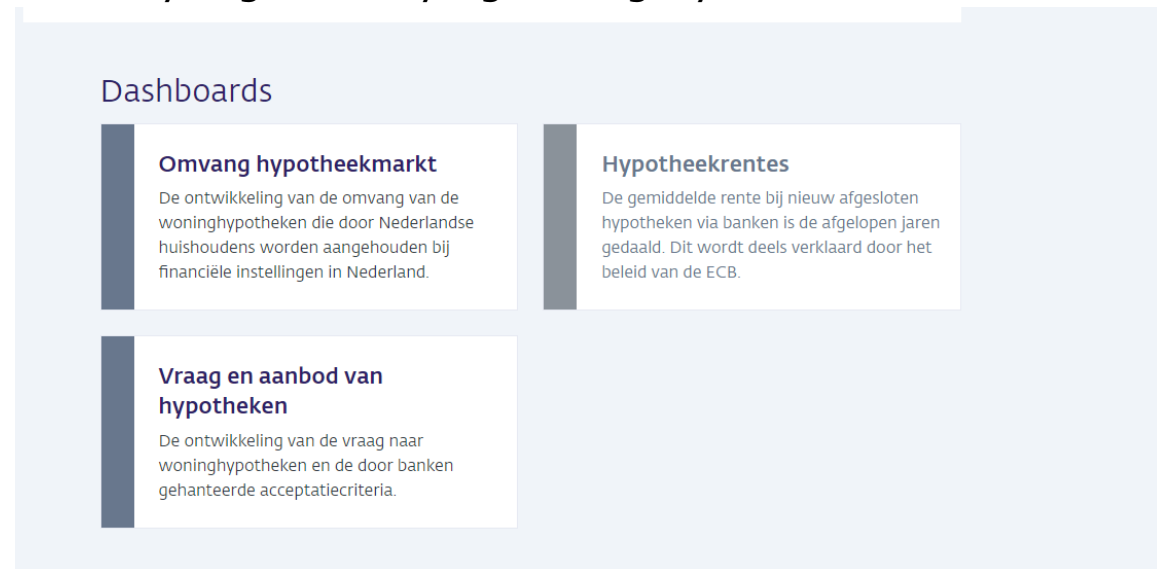 Dashboards
Omvang hypotheekmarkt
De ontwikkeling van de omvang van de
woninghypotheken die door Nederlandse
huishoudens worden aangehouden bij
financiële instellingen in Nederland.
Hypotheekrentes
De gemiddelde rente bij nieuw afgesloten
hypotheken via banken is de afgelopen jaren
gedaald. Dit wordt deels verklaard door het
beleid van de ECB.
Vraag en aanbod van
hypotheken
De ontwikkeling van de vraag naar
woninghypotheken en de door banken
gehanteerde acceptatiecriteria.